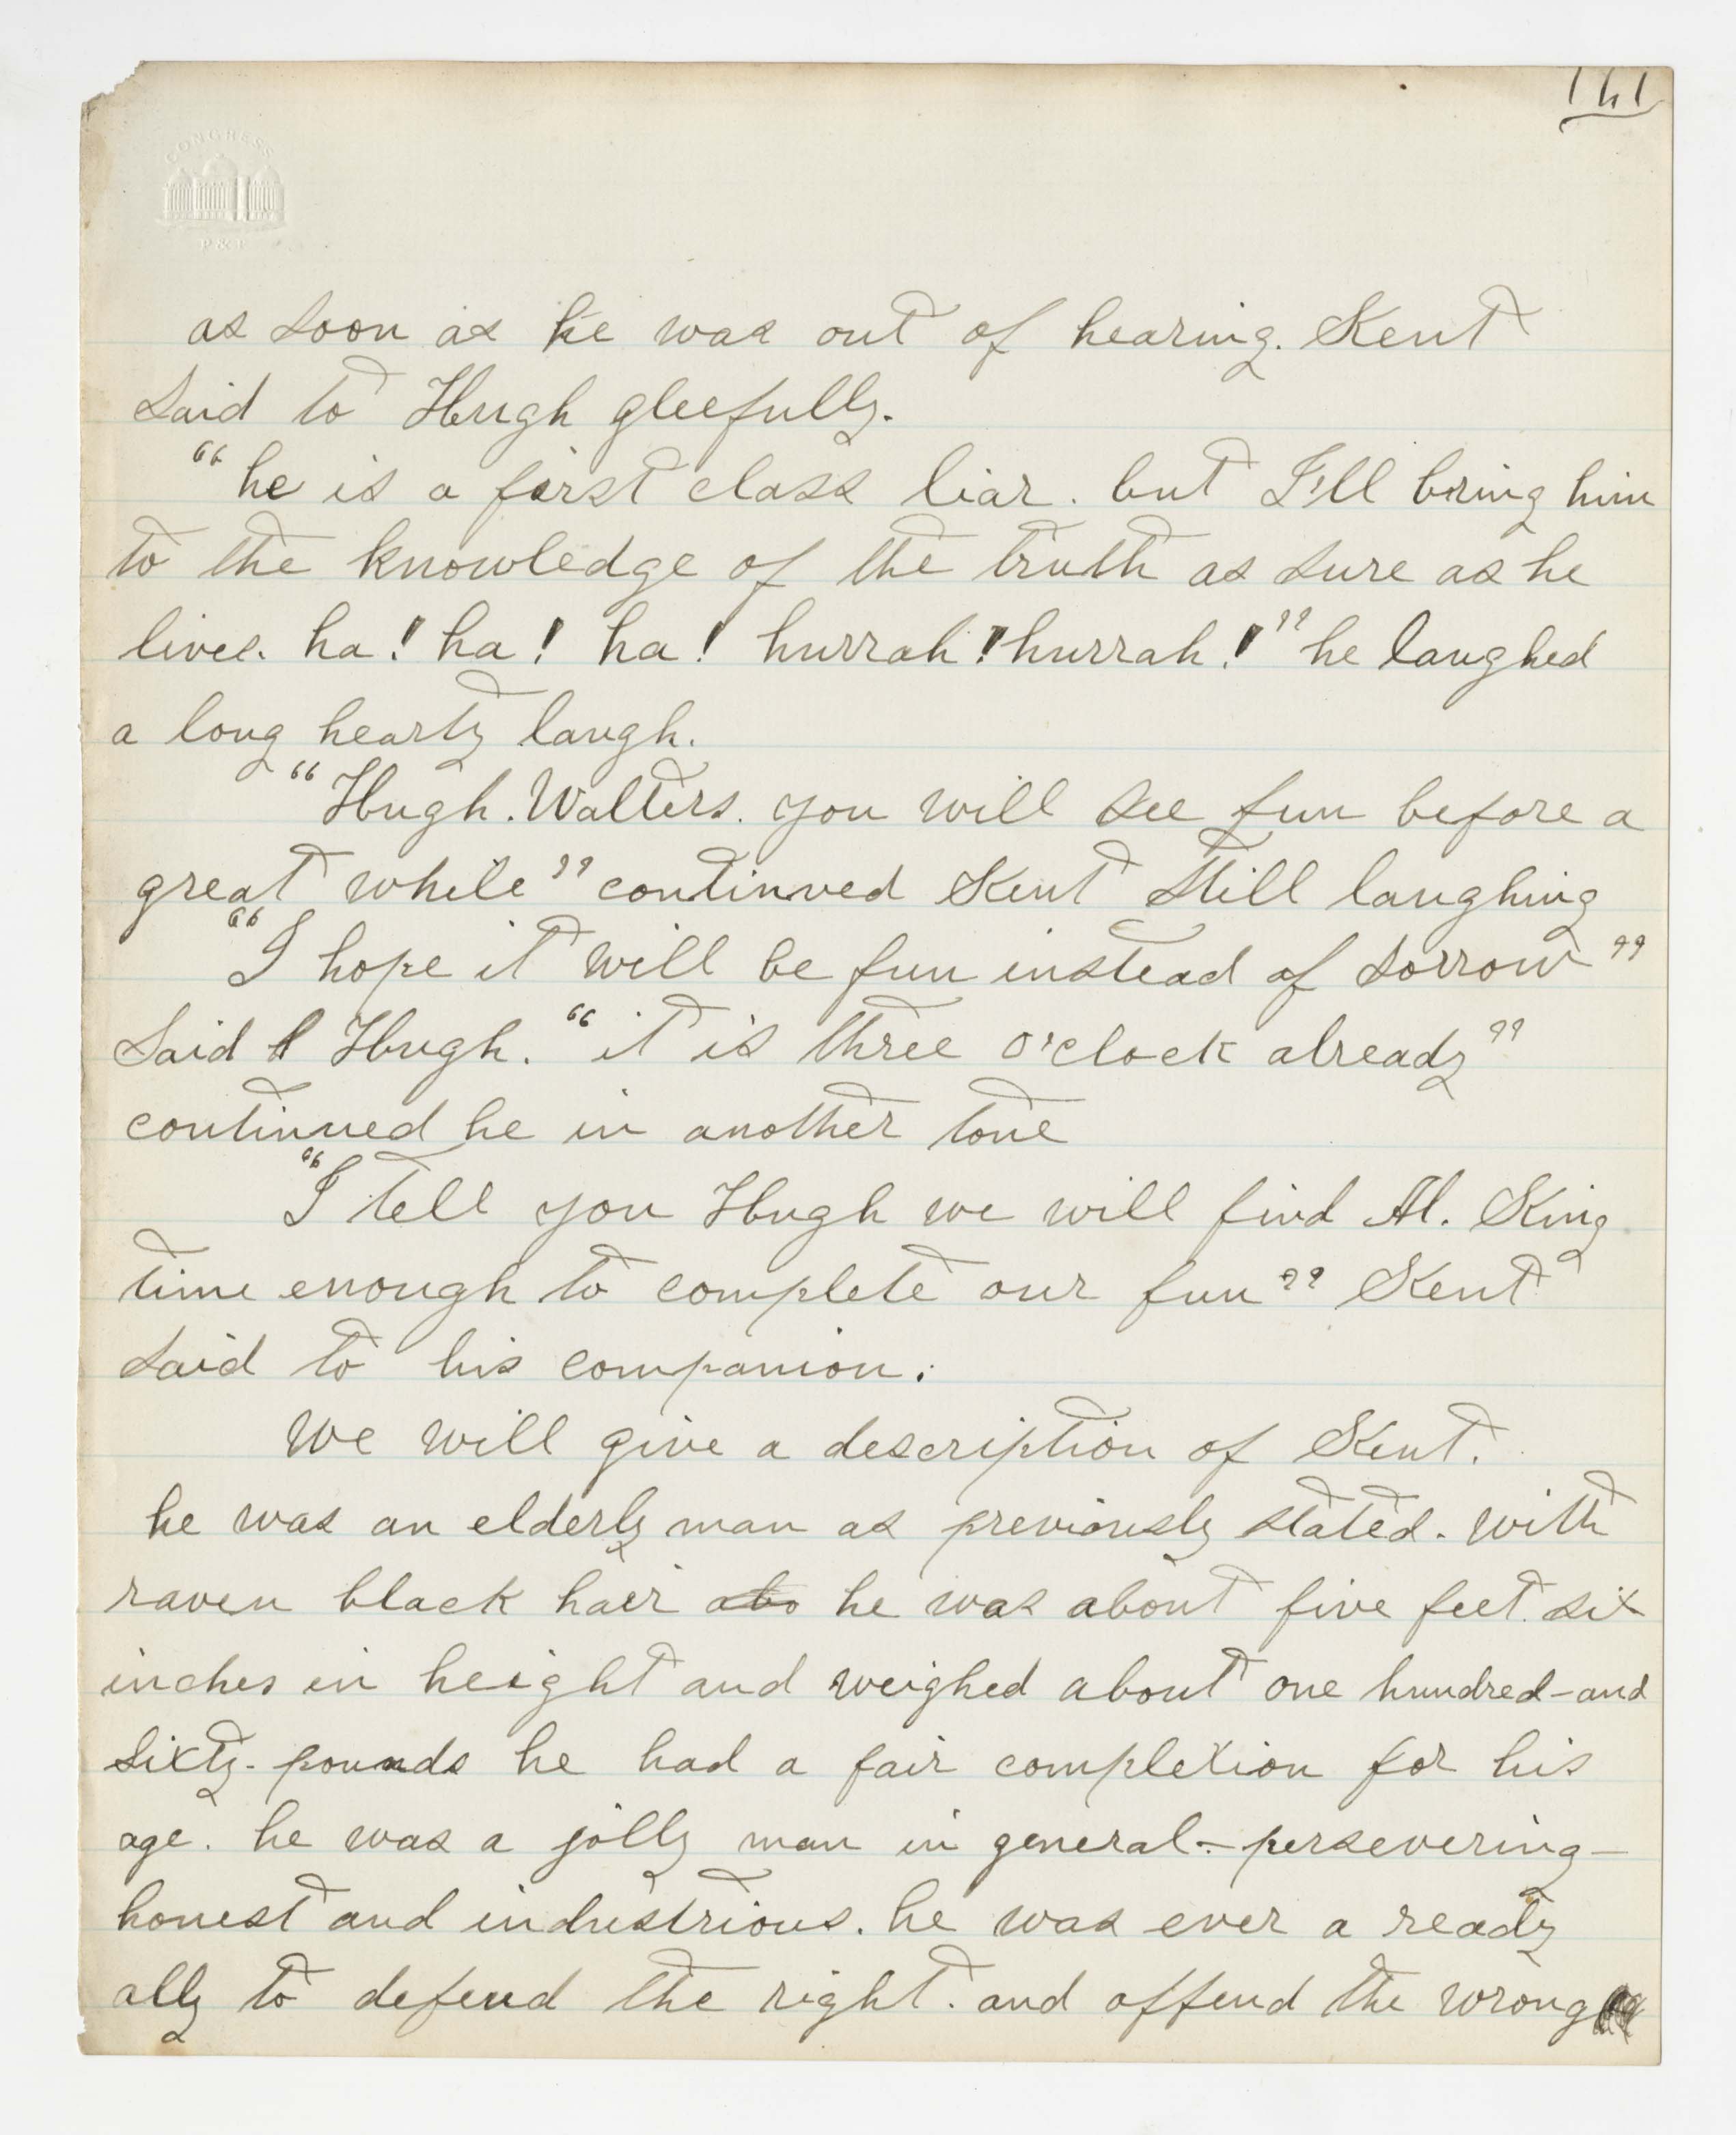 141
CONGRESS
P & P
as soon as he was out of hearing. Kent
said to Hugh gleefully.
“he is a first class liar. but I'll bring him
to the knowledge of the truth as sure as he
lives. ha! ha! ha! hurrah! hurrah!” he laughed
a long hearty laugh.
“Hugh. Walters. you will see fun before a
great while” continued Kent still laughing
“I hope it will be fun instead of sorrow”
said Hugh. “it is three o'clock already”
continued he in another tone
“I tell you Hugh we will find Al. King
time enough to complete our fun” Kent
said to his companion.
We will give a description of Kent.
he was an elderly man as previously stated. with
raven black hair he was about five feet six
inches in height and weighed about one hundred-and
sixty-pounds he had a fair completion for his
age. he was a jolly man in general.-persevering-
honest and industrious. he was ever a ready
ally to defend the right. and offend the wrong